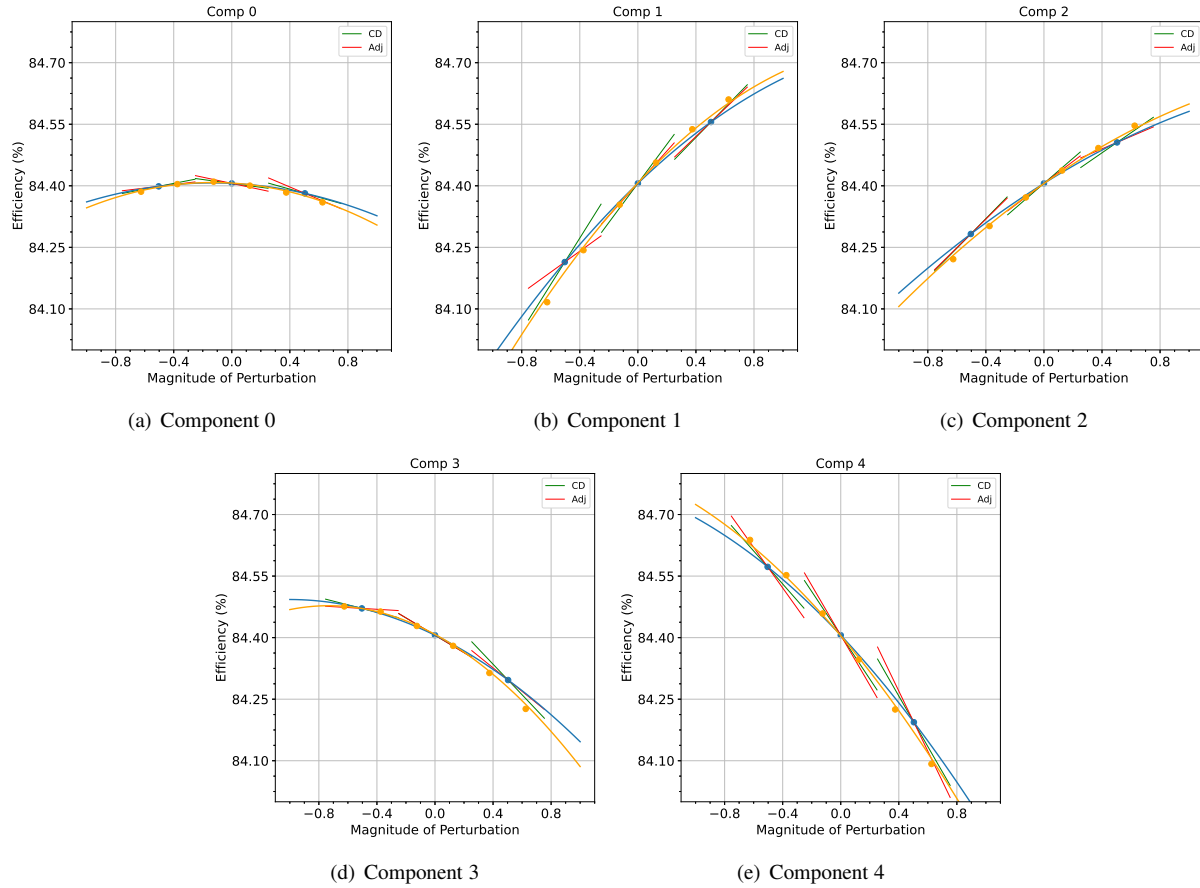 Comp 0
CD
Adj
84.70
84.55
84.40
84.25
84.10
Efficiency (%)
−0.8 −0.4 0.0 0.4 0.8
Magnitude of Perturbation
(a) Component 0
Comp 1
CD
Adj
84.70
84.55
84.40
84.25
84.10
Efficiency (%)
−0.8 −0.4 0.0 0.4 0.8
Magnitude of Perturbation
(b) Component 1
Comp 2
CD
Adj
84.70
84.55
84.40
84.25
84.10
Efficiency (%)
−0.8 −0.4 0.0 0.4 0.8
Magnitude of Perturbation
(c) Component 2
Comp 3
CD
Adj
84.70
84.55
84.40
84.25
84.10
Efficiency (%)
−0.8 −0.4 0.0 0.4 0.8
Magnitude of Perturbation
(d) Component 3
Comp 4
CD
Adj
84.70
84.55
84.40
84.25
84.10
Efficiency (%)
−0.8 −0.4 0.0 0.4 0.8
Magnitude of Perturbation
(e) Component 4